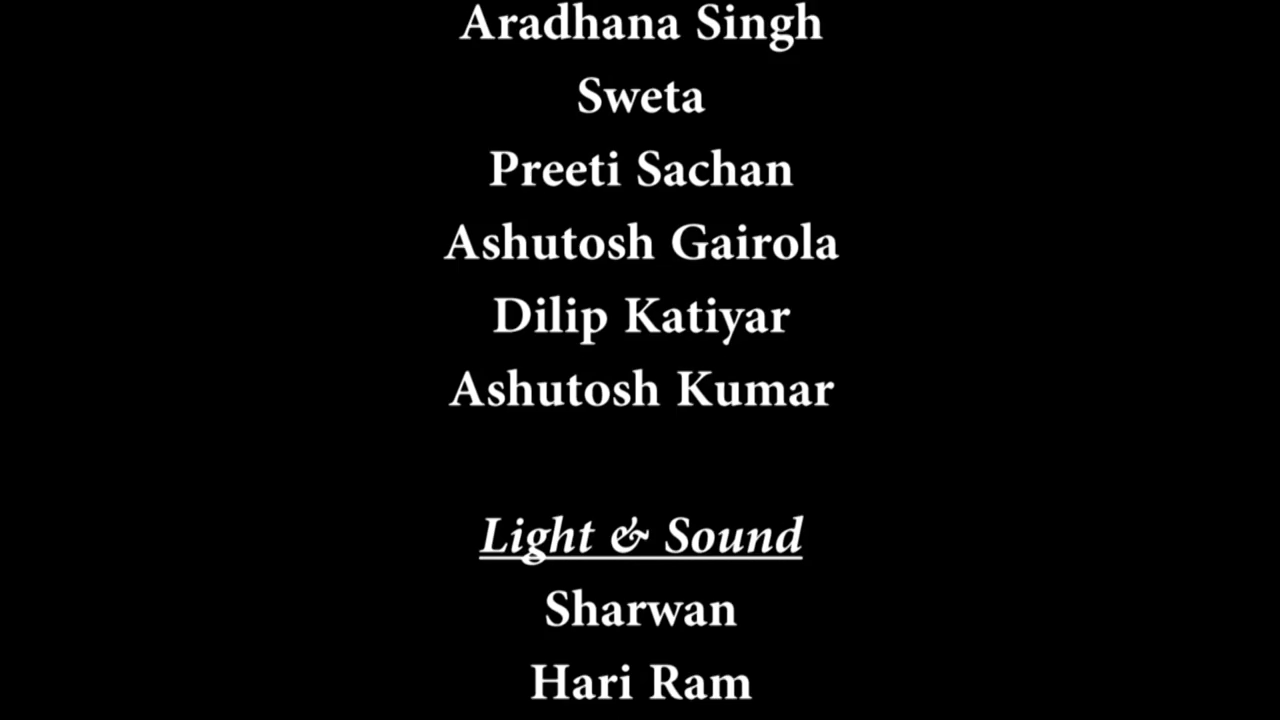 Aradhana Singh
Sweta
Preeti Sachan
Ashutosh Gairola
Dilip Katiyar
Ashutosh Kumar
Light & Sound
Sharwan
Hari Ram